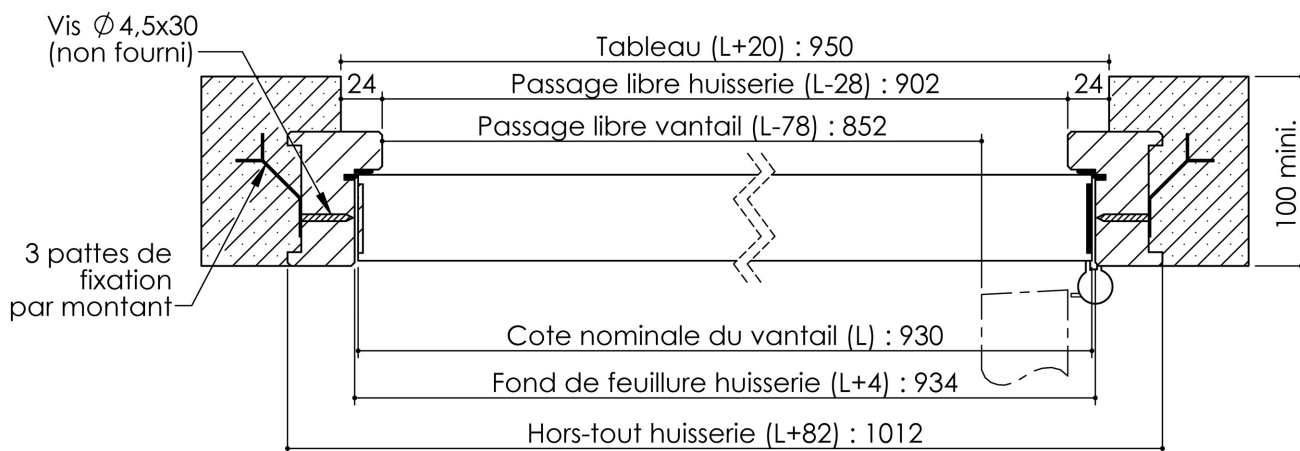 Vis Ø 4,5x30
(non fourni)
Tableau (L+20) : 950
24
Passage libre huisserie (L-28) : 902
24
Passage libre vantail (L-78) : 852
100 mini.
3 pattes de
fixation
par montant
Cote nominale du vantail (L) : 930
Fond de feuillure huisserie (L+4) : 934
Hors-tout huisserie (L+82) : 1012